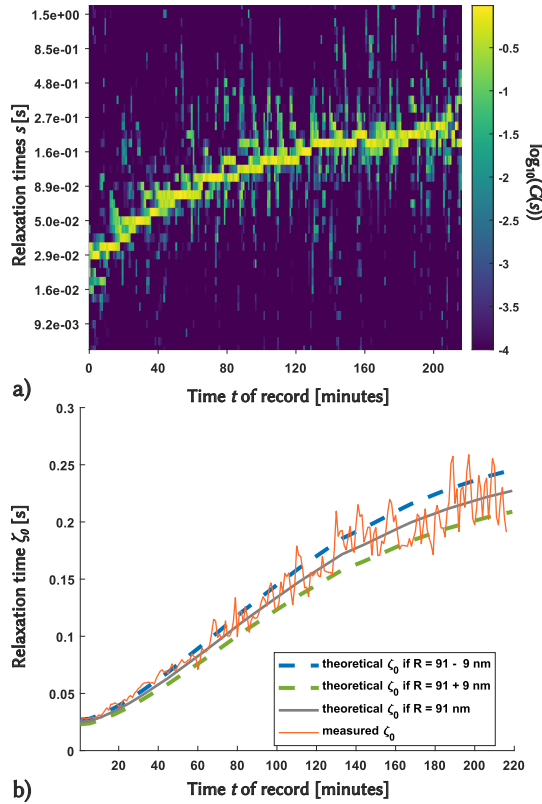 1.5e+00
8.5e-01
4.8e-01
2.7e-01
1.6e-01
8.9e-02
5.0e-02
2.9e-02
1.6e-02
9.2e-03
Relaxation times s [s]
0 40 80 120 160 200
Time t of record [minutes]
-0.5
-1
-1.5
-2
-2.5
-3
-3.5
-4
log₁₀(C(s))
a)
0.3
0.25
0.2
0.15
0.1
0.05
0
Relaxation time ζ₀ [s]
theoretical ζ₀ if R = 91 - 9 nm
theoretical ζ₀ if R = 91 + 9 nm
theoretical ζ₀ if R = 91 nm
measured ζ₀
20 40 60 80 100 120 140 160 180 200 220
Time t of record [minutes]
b)